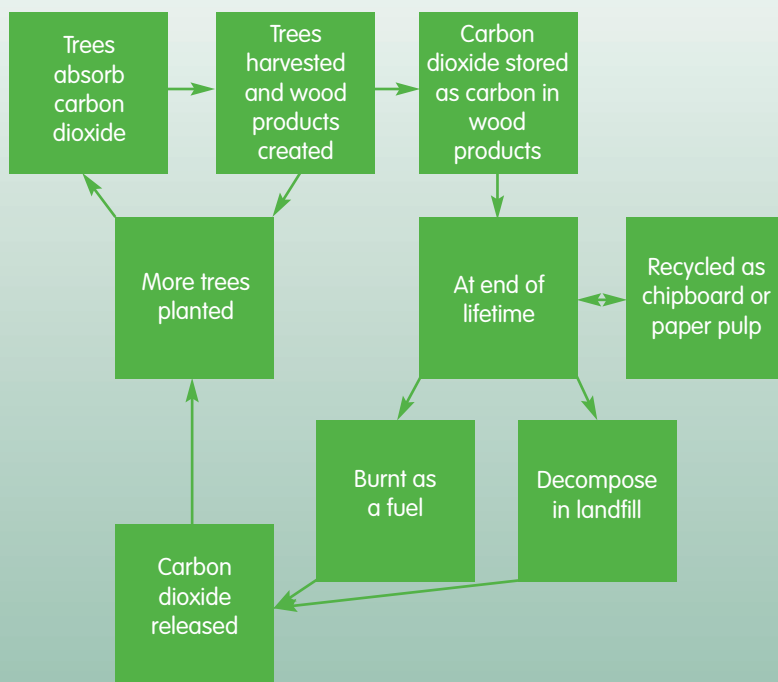 Trees
absorb
carbon
dioxide
Trees
harvested
and wood
products
created
Carbon
dioxide stored
as carbon in
wood
products
More trees
planted
At end of
lifetime
Recycled as
chipboard or
paper pulp
Burnt as
a fuel
Decompose
in landfill
Carbon
dioxide
released